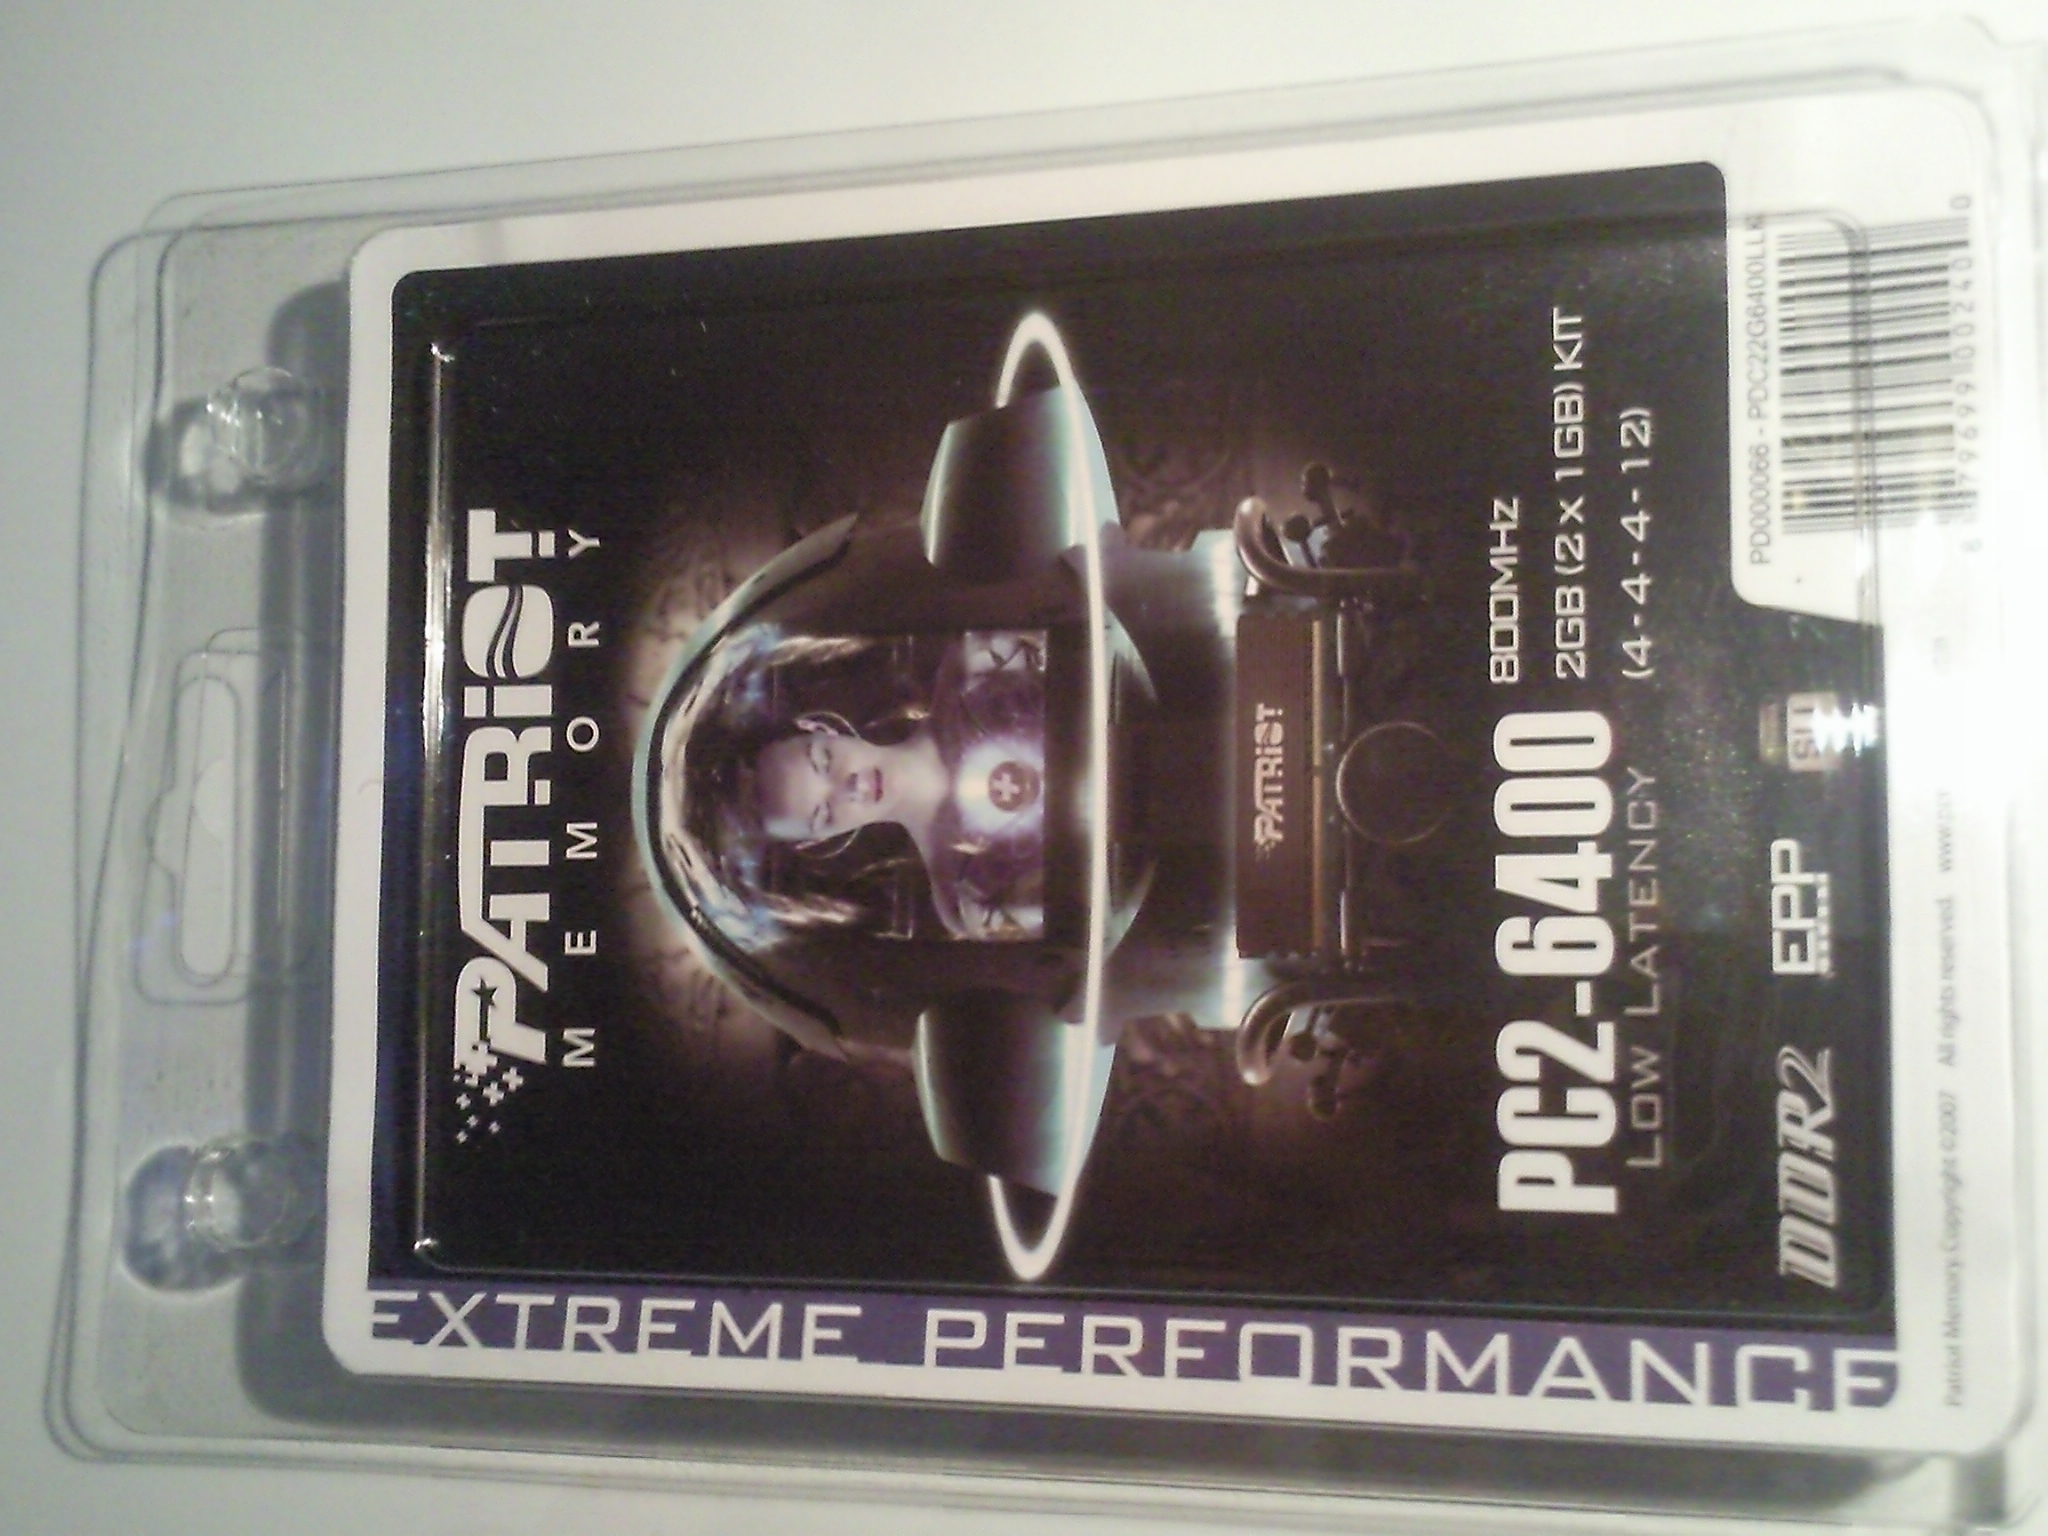 PATRIOT
MEMORY
EXTREME PERFORMANCE
PATRIOT
PC2-6400
800MHz
2GB (2 x 1GB) KIT
LOW LATENCY (4-4-4-12)
DDR2
EPP
PD000066 - PDC22G6400LLK
Patriot Memory Copyright ©2007 All rights reserved.